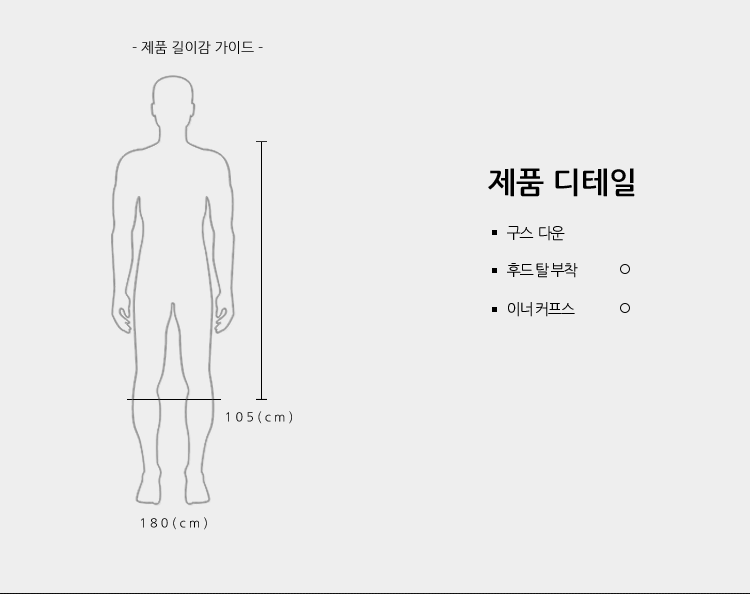 - 제품 길이감 가이드 -
105(cm)
180(cm)
제품 디테일
▪ 구스 다운
▪ 후드탈부착 ○
▪ 이너커프스 ○